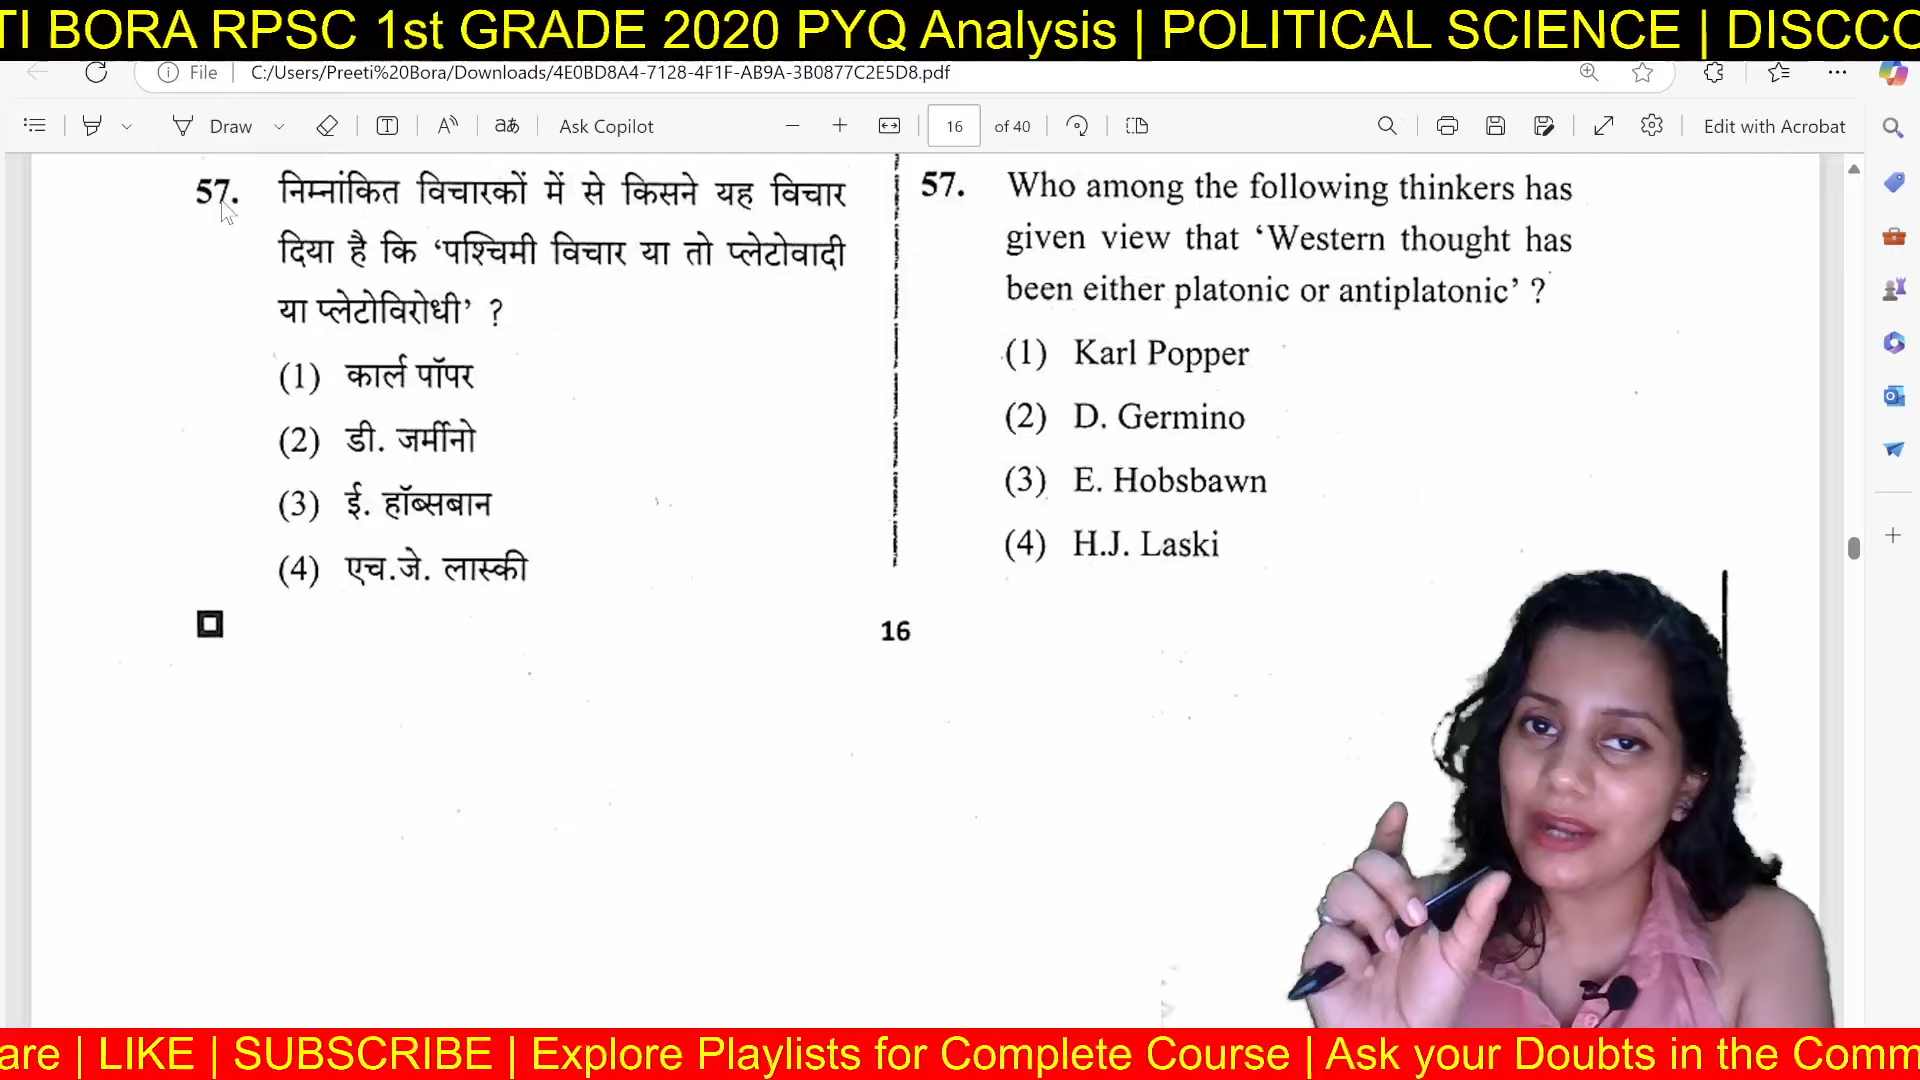 TI BORA RPSC 1st GRADE 2020 PYQ Analysis | POLITICAL SCIENCE | DISCCO
File | C:/Users/Preeti%20Bora/Downloads/4E0BD8A4-7128-4F1F-AB9A-3B0877C2E5D8.pdf
Draw
Ask Copilot
16 of 40
Edit with Acrobat
57. निम्नांकित विचारकों में से किसने यह विचार
दिया है कि ‘पश्चिमी विचार या तो प्लेटोवादी
या प्लेटोविरोधी’ ?
(1) कार्ल पॉपर
(2) डी. जर्मीनो
(3) ई. हॉब्सबान
(4) एच.जे. लास्की
57. Who among the following thinkers has
given view that ‘Western thought has
been either platonic or antiplatonic’ ?
(1) Karl Popper
(2) D. Germino
(3) E. Hobsbawn
(4) H.J. Laski
16
are | LIKE | SUBSCRIBE | Explore Playlists for Complete Course | Ask your Doubts in the Comm